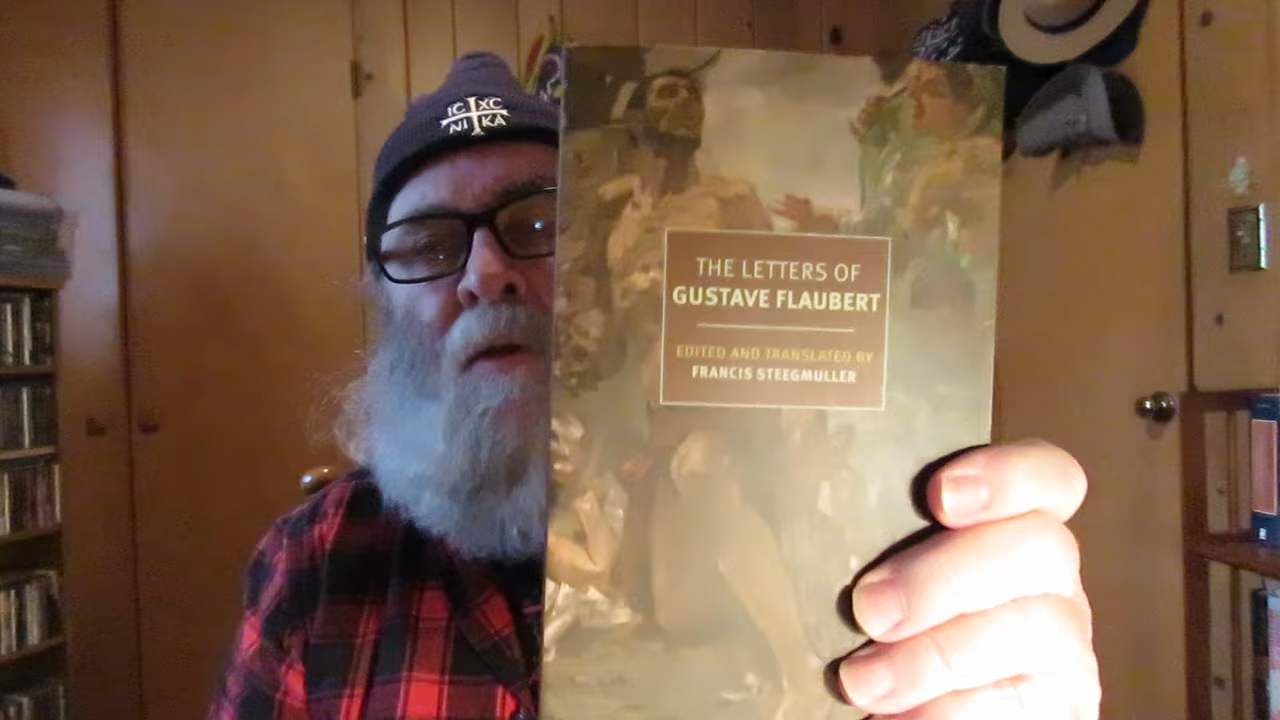 IC XC
NI KA
THE LETTERS OF
GUSTAVE FLAUBERT
EDITED AND TRANSLATED BY
FRANCIS STEEGMULLER